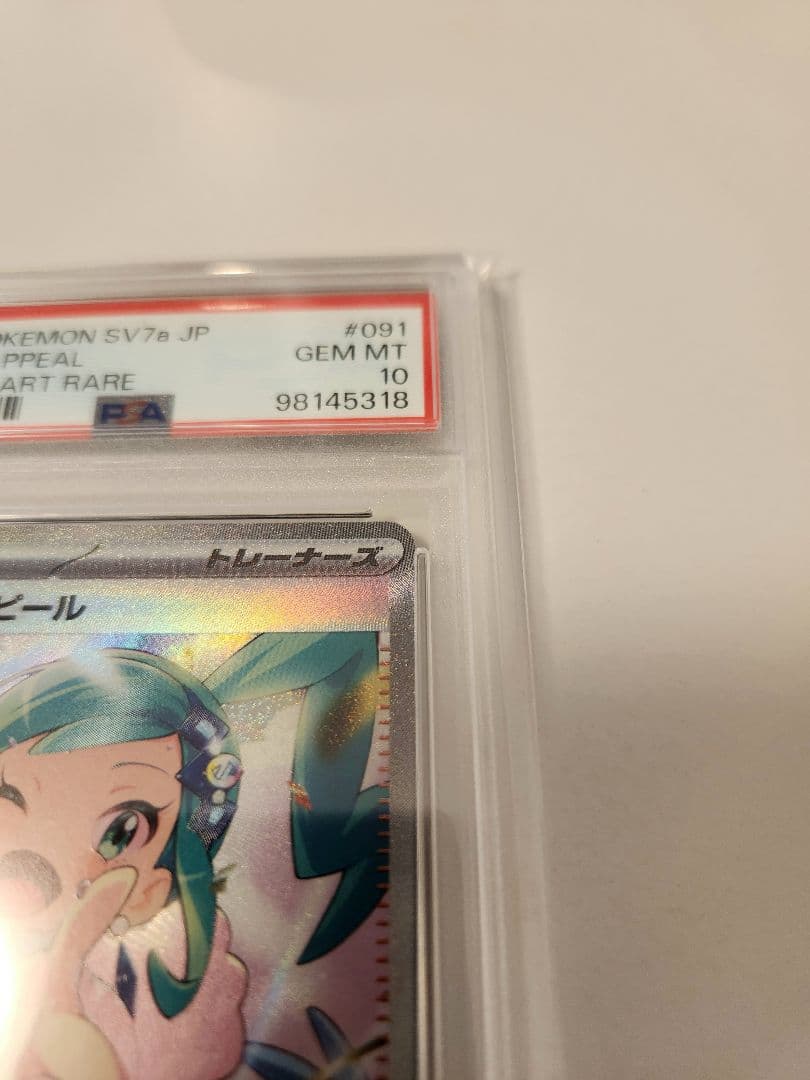 OKEMON SV7a JP #091
APPEAL GEM MT
ART RARE 10
PSA 98145318
トレーナーズ
ピール